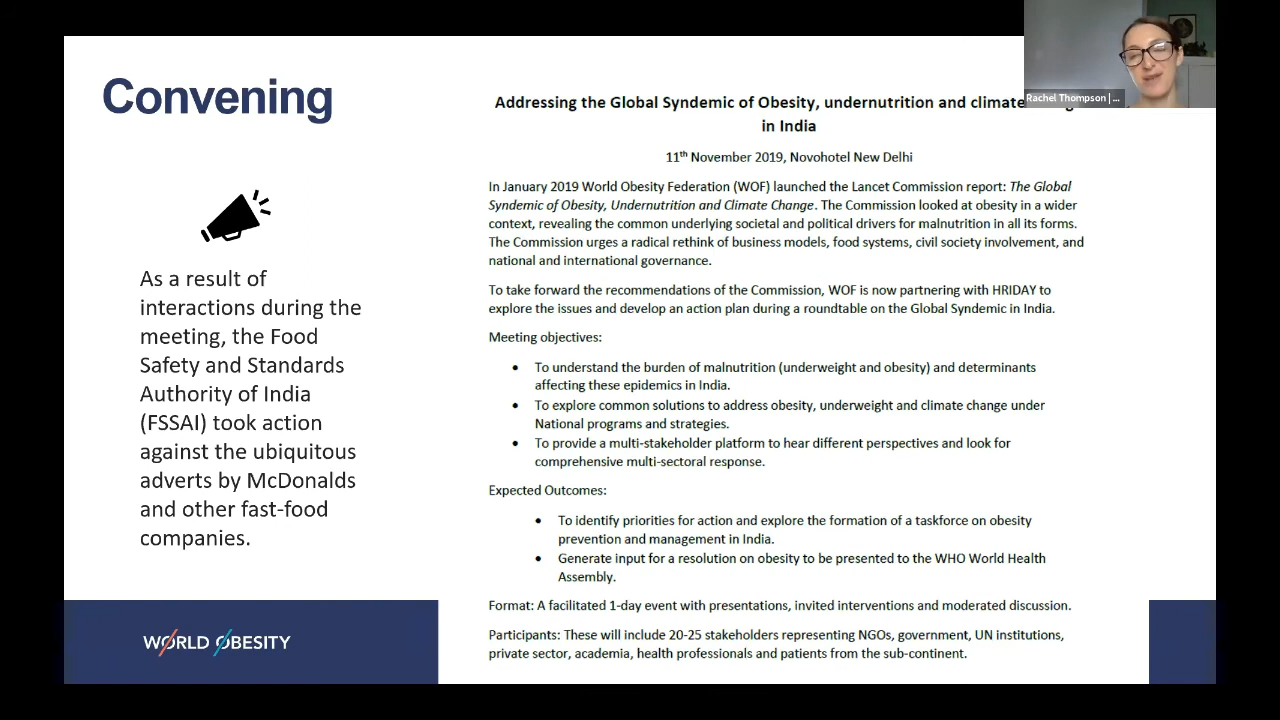 Convening
As a result of
interactions during the
meeting, the Food
Safety and Standards
Authority of India
(FSSAI) took action
against the ubiquitous
adverts by McDonalds
and other fast-food
companies.
WORLD OBESITY
Addressing the Global Syndemic of Obesity, undernutrition and climate
in India
11th November 2019, Novohotel New Delhi
In January 2019 World Obesity Federation (WOF) launched the Lancet Commission report: The Global
Syndemic of Obesity, Undernutrition and Climate Change. The Commission looked at obesity in a wider
context, revealing the common underlying societal and political drivers for malnutrition in all its forms.
The Commission urges a radical rethink of business models, food systems, civil society involvement, and
national and international governance.
To take forward the recommendations of the Commission, WOF is now partnering with HRIDAY to
explore the issues and develop an action plan during a roundtable on the Global Syndemic in India.
Meeting objectives:
• To understand the burden of malnutrition (underweight and obesity) and determinants
affecting these epidemics in India.
• To explore common solutions to address obesity, underweight and climate change under
National programs and strategies.
• To provide a multi-stakeholder platform to hear different perspectives and look for
comprehensive multi-sectoral response.
Expected Outcomes:
• To identify priorities for action and explore the formation of a taskforce on obesity
prevention and management in India.
• Generate input for a resolution on obesity to be presented to the WHO World Health
Assembly.
Format: A facilitated 1-day event with presentations, invited interventions and moderated discussion.
Participants: These will include 20-25 stakeholders representing NGOs, government, UN institutions,
private sector, academia, health professionals and patients from the sub-continent.
Rachel Thompson | ...